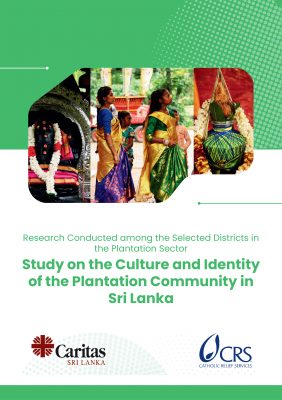 Research Conducted among the Selected Districts in
the Plantation Sector
Study on the Culture and Identity
of the Plantation Community in
Sri Lanka
Caritas
SRI LANKA
CRS
CATHOLIC RELIEF SERVICES